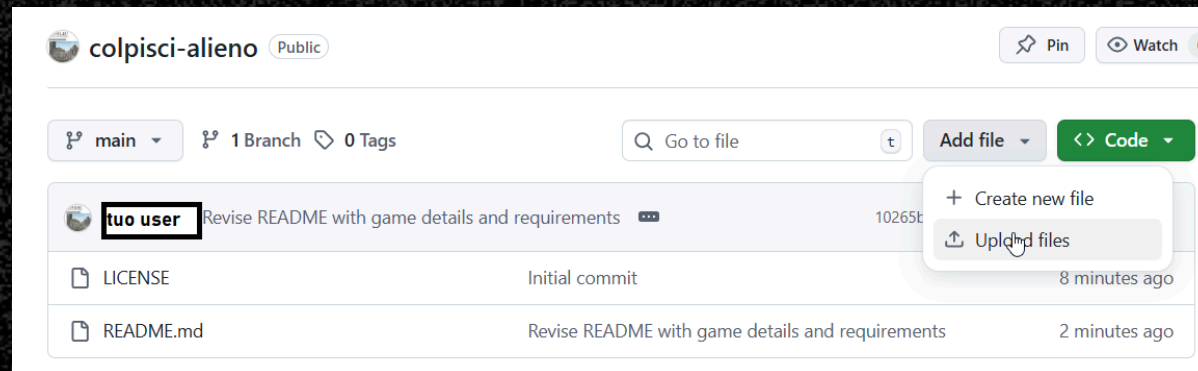 colpisci-alieno Public Pin Watch
main 1 Branch 0 Tags Go to file t Add file Code
tuo user Revise README with game details and requirements 10265b
Create new file
Upload files
LICENSE Initial commit 8 minutes ago
README.md Revise README with game details and requirements 2 minutes ago